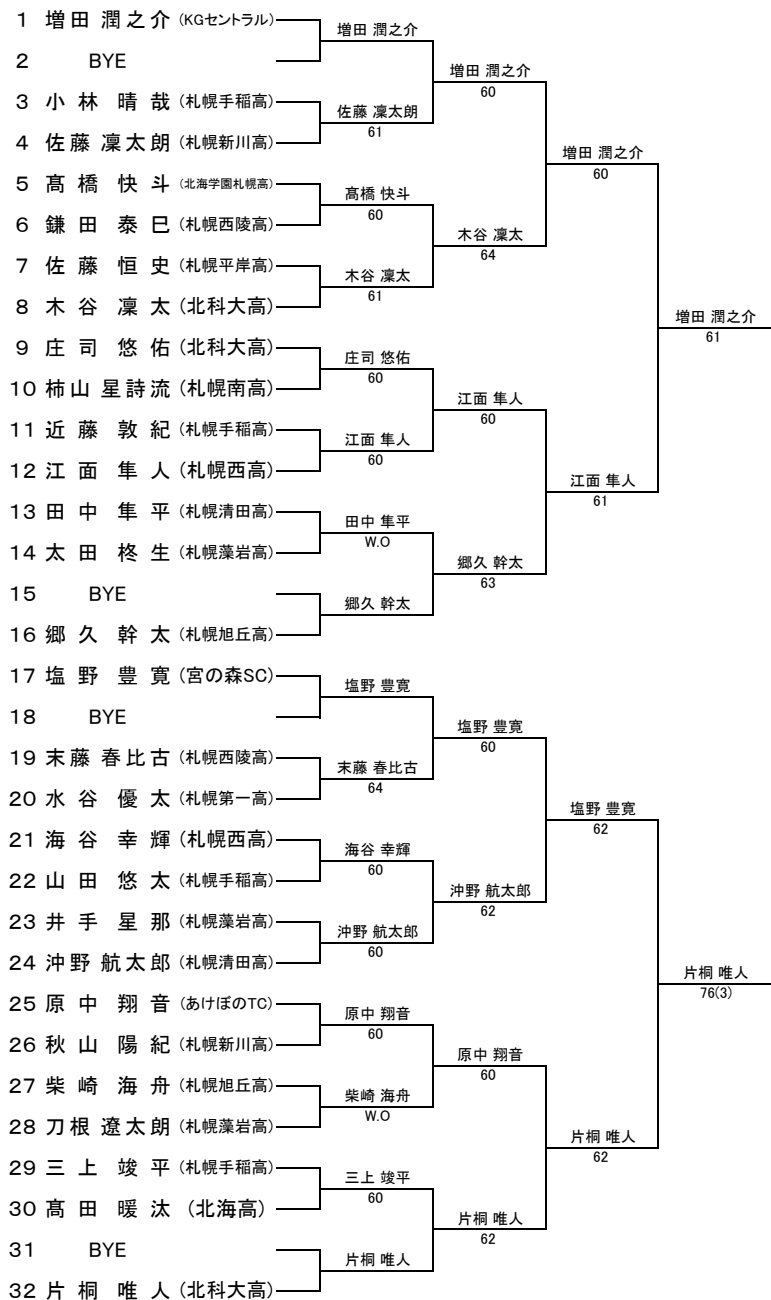 1 増田 潤之介 (KGセントラル)
2 BYE
3 小林 晴哉 (札幌手稲高)
4 佐藤 凜太朗 (札幌新川高)
5 髙橋 快斗 (北海学園札幌高)
6 鎌田 泰巳 (札幌西陵高)
7 佐藤 恒史 (札幌平岸高)
8 木谷 凜太 (北科大高)
9 庄司 悠佑 (北科大高)
10 柿山 星詩流 (札幌南高)
11 近藤 敦紀 (札幌手稲高)
12 江面 隼人 (札幌西高)
13 田中 隼平 (札幌清田高)
14 太田 柊生 (札幌藻岩高)
15 BYE
16 郷久 幹太 (札幌旭丘高)
17 塩野 豊寛 (宮の森SC)
18 BYE
19 末藤 春比古 (札幌西陵高)
20 水谷 優太 (札幌第一高)
21 海谷 幸輝 (札幌西高)
22 山田 悠太 (札幌手稲高)
23 井手 星那 (札幌藻岩高)
24 沖野 航太郎 (札幌清田高)
25 原中 翔音 (あけぼのTC)
26 秋山 陽紀 (札幌新川高)
27 柴崎 海舟 (札幌旭丘高)
28 刀根 遼太朗 (札幌藻岩高)
29 三上 竣平 (札幌手稲高)
30 髙田 暖汰 (北海高)
31 BYE
32 片桐 唯人 (北科大高)
増田 潤之介
佐藤 凜太朗
61
髙橋 快斗
60
木谷 凜太
61
庄司 悠佑
60
江面 隼人
60
田中 隼平
W.O
郷久 幹太
塩野 豊寛
末藤 春比古
64
海谷 幸輝
60
沖野 航太郎
60
原中 翔音
60
柴崎 海舟
W.O
三上 竣平
60
片桐 唯人
増田 潤之介
60
木谷 凜太
64
江面 隼人
60
郷久 幹太
63
塩野 豊寛
60
沖野 航太郎
62
原中 翔音
60
片桐 唯人
62
増田 潤之介
60
江面 隼人
61
塩野 豊寛
62
片桐 唯人
62
増田 潤之介
61
片桐 唯人
76(3)